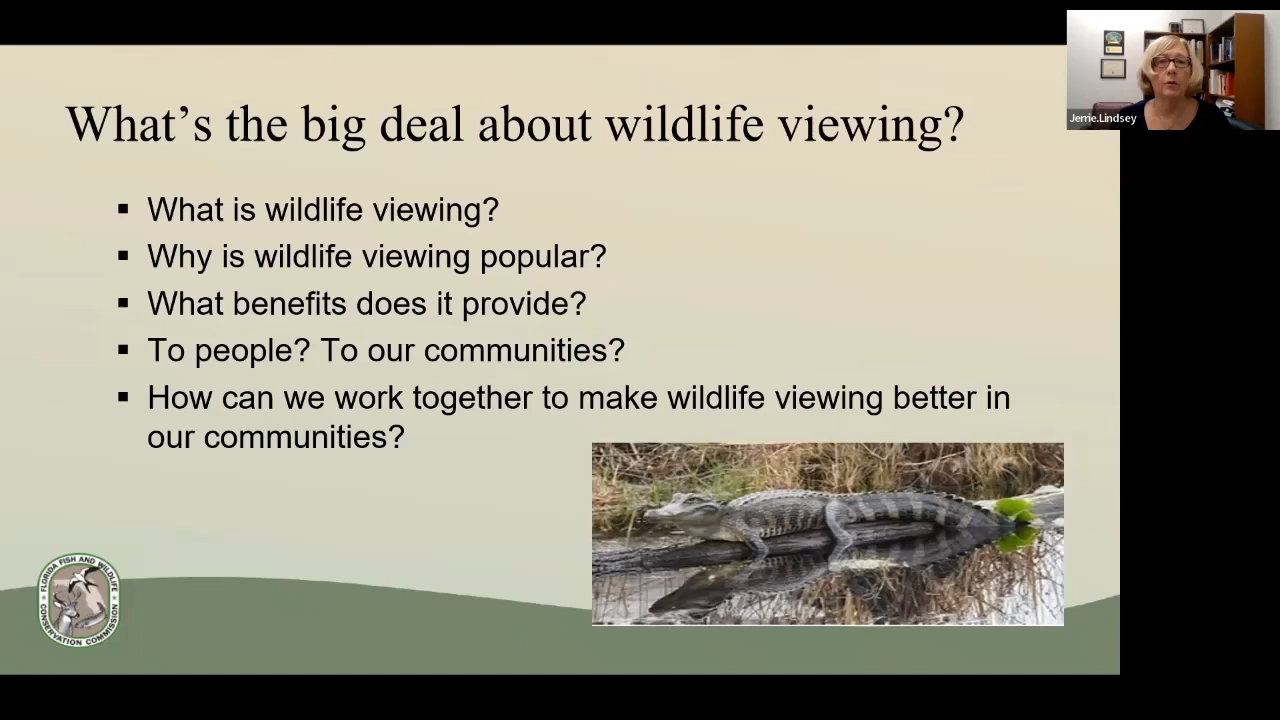 What's the big deal about wildlife viewing?
▪ What is wildlife viewing?
▪ Why is wildlife viewing popular?
▪ What benefits does it provide?
▪ To people? To our communities?
▪ How can we work together to make wildlife viewing better in
our communities?
Jerrie.Lindsey
FLORIDA FISH AND WILDLIFE
CONSERVATION COMMISSION